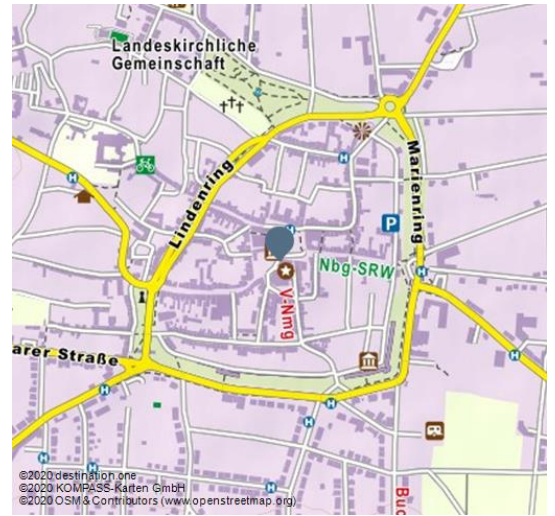 Landeskirchliche
Gemeinschaft
Lindenring
Marienring
P
Nbg-SRW
V-Nmg
arer Straße
H
H
H
H
H
H
H
H
H
H
H
Buc
©2020 destination.one
©2020 KOMPASS-Karten GmbH
©2020 OSM & Contributors (www.openstreetmap.org)